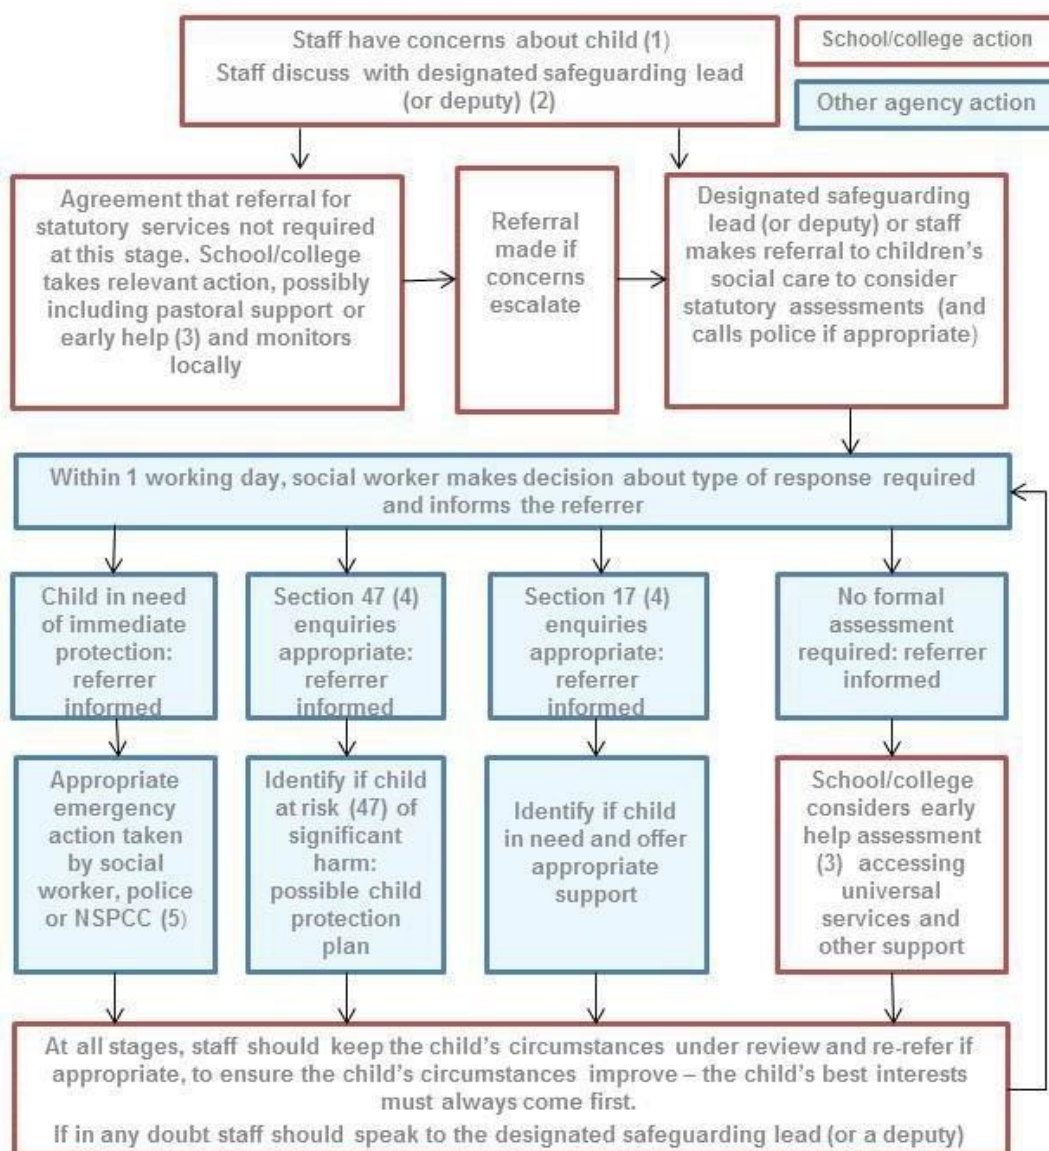 Staff have concerns about child (1)
Staff discuss with designated safeguarding lead
(or deputy) (2)
School/college action
Other agency action
Agreement that referral for
statutory services not required
at this stage. School/college
takes relevant action, possibly
including pastoral support or
early help (3) and monitors
locally
Referral
made if
concerns
escalate
Designated safeguarding
lead (or deputy) or staff
makes referral to children's
social care to consider
statutory assessments (and
calls police if appropriate)
Within 1 working day, social worker makes decision about type of response required
and informs the referrer
Child in need
of immediate
protection:
referrer
informed
Section 47 (4)
enquiries
appropriate:
referrer
informed
Section 17 (4)
enquiries
appropriate:
referrer
informed
No formal
assessment
required: referrer
informed
Appropriate
emergency
action taken
by social
worker, police
or NSPCC (5)
Identify if child
at risk (47) of
significant
harm:
possible child
protection
plan
Identify if child
in need and offer
appropriate
support
School/college
considers early
help assessment
(3) accessing
universal
services and
other support
At all stages, staff should keep the child's circumstances under review and re-refer if
appropriate, to ensure the child's circumstances improve – the child's best interests
must always come first.
If in any doubt staff should speak to the designated safeguarding lead (or a deputy)